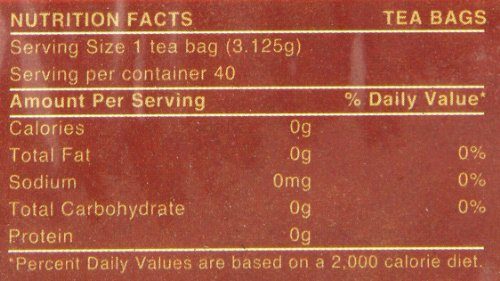 NUTRITION FACTS TEA BAGS
Serving Size 1 tea bag (3.125g)
Serving per container 40
Amount Per Serving % Daily Value*
Calories 0g
Total Fat 0g 0%
Sodium 0mg 0%
Total Carbohydrate 0g 0%
Protein 0g
*Percent Daily Values are based on a 2,000 calorie diet.